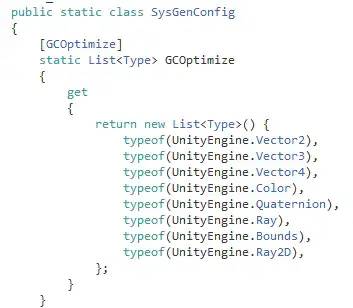 public static class SysGenConfig
{
    [GCOptimize]
    static List<Type> GCOptimize
    {
        get
        {
            return new List<Type>() {
                typeof(UnityEngine.Vector2),
                typeof(UnityEngine.Vector3),
                typeof(UnityEngine.Vector4),
                typeof(UnityEngine.Color),
                typeof(UnityEngine.Quaternion),
                typeof(UnityEngine.Ray),
                typeof(UnityEngine.Bounds),
                typeof(UnityEngine.Ray2D),
            };
        }
    }